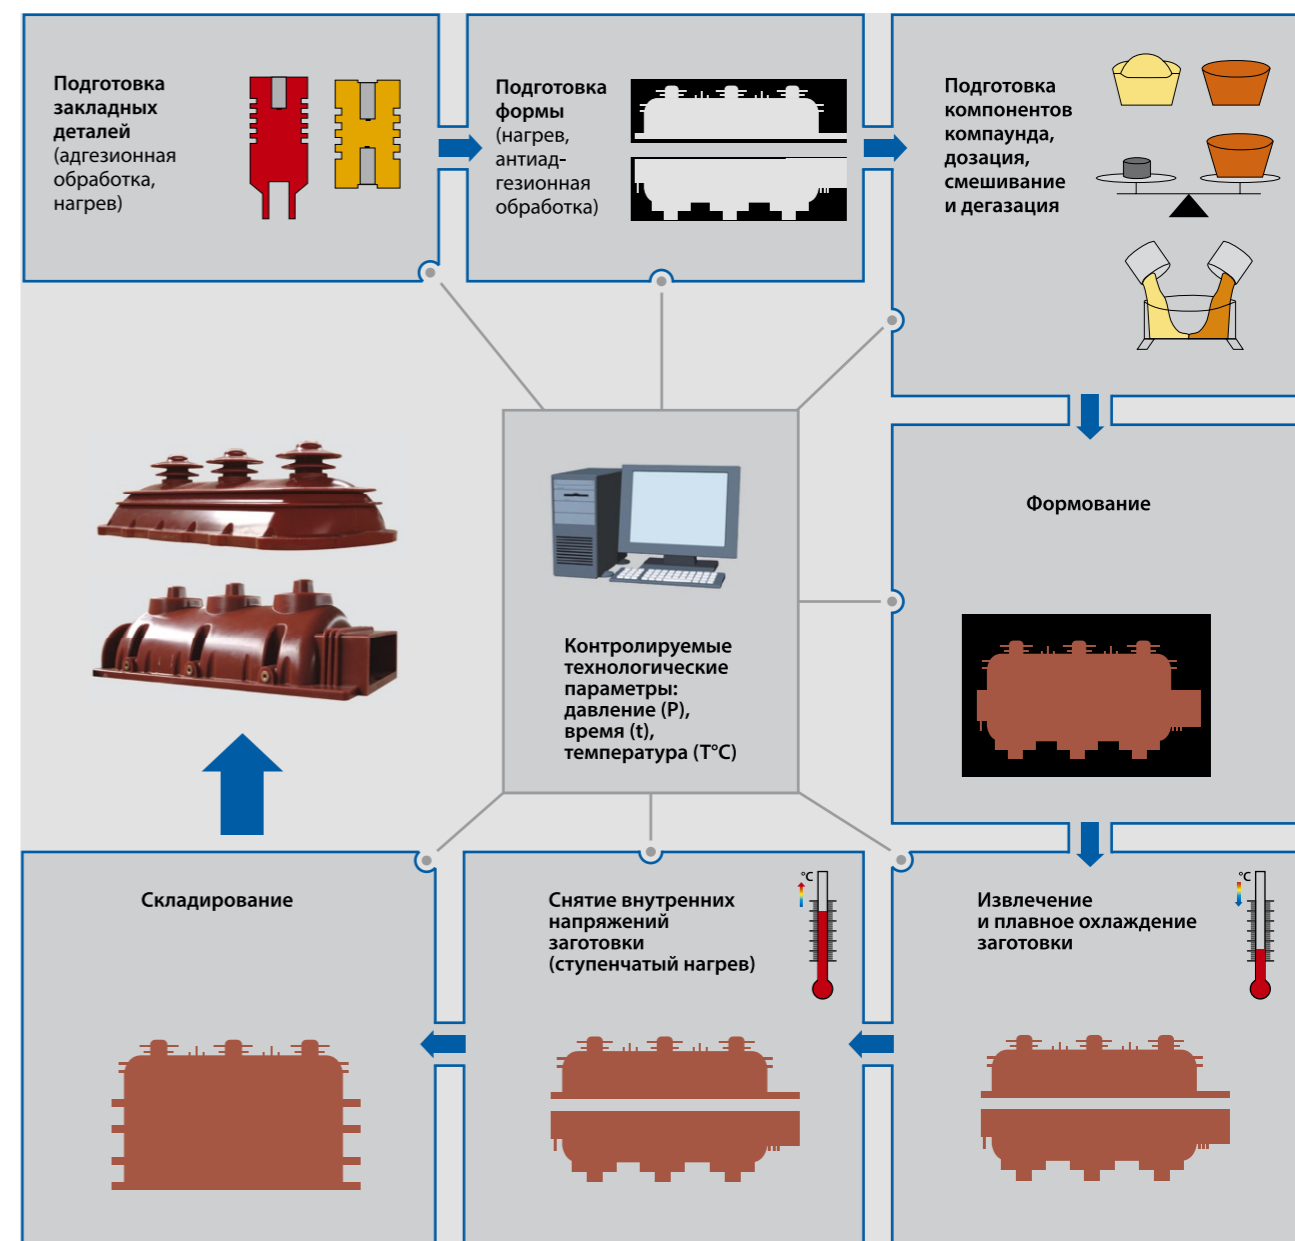 Подготовка
закладных
деталей
(адгезионная
обработка,
нагрев)
Подготовка
формы
(нагрев,
антиад-
гезионная
обработка)
Подготовка
компонентов
компаунда,
дозация,
смешивание
и дегазация
Формование
Контролируемые
технологические
параметры:
давление (P),
время (t),
температура (T°C)
Складирование
Снятие внутренних
напряжений
заготовки
(ступенчатый нагрев)
°C
Извлечение
и плавное охлаждение
заготовки
°C